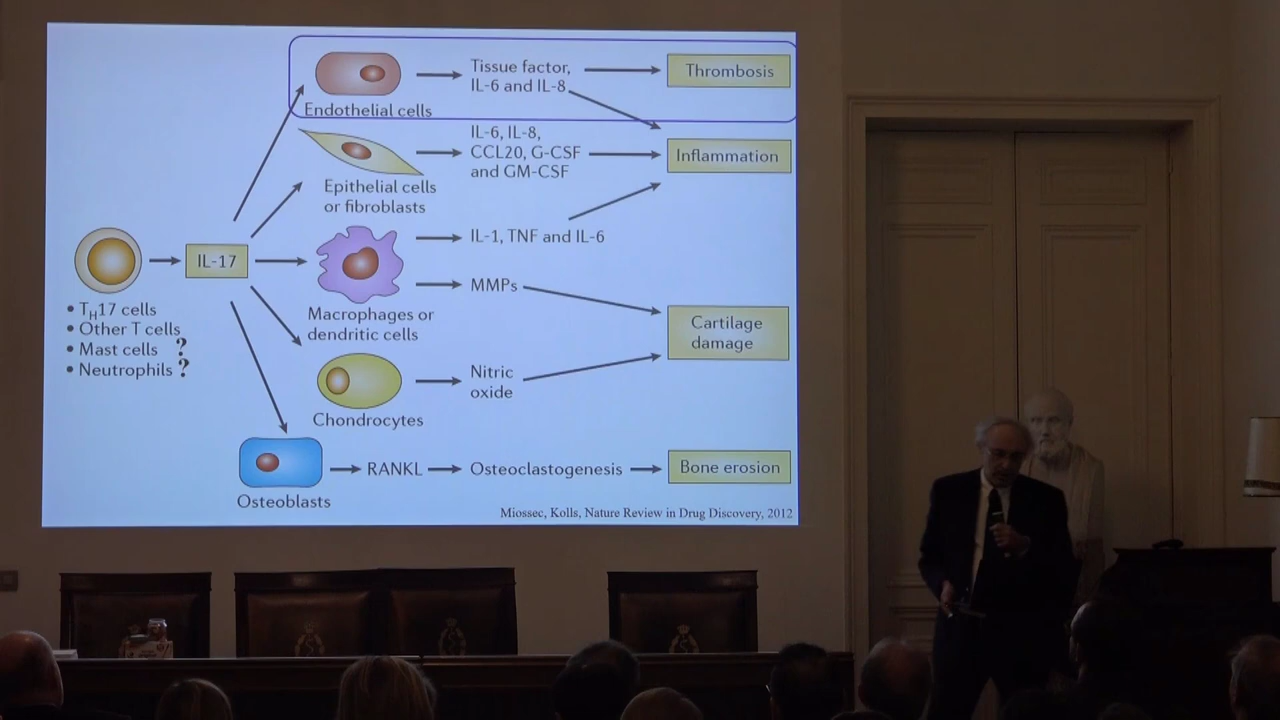 Tissue factor,
IL-6 and IL-8
Thrombosis
Endothelial cells
IL-6, IL-8,
CCL20, G-CSF
and GM-CSF
Inflammation
Epithelial cells
or fibroblasts
IL-17
IL-1, TNF and IL-6
MMPs
• TH17 cells
• Other T cells
• Mast cells ?
• Neutrophils ?
Macrophages or
dendritic cells
Cartilage
damage
Nitric
oxide
Chondrocytes
RANKL
Osteoclastogenesis
Bone erosion
Osteoblasts
Miossec, Kolls, Nature Review in Drug Discovery, 2012